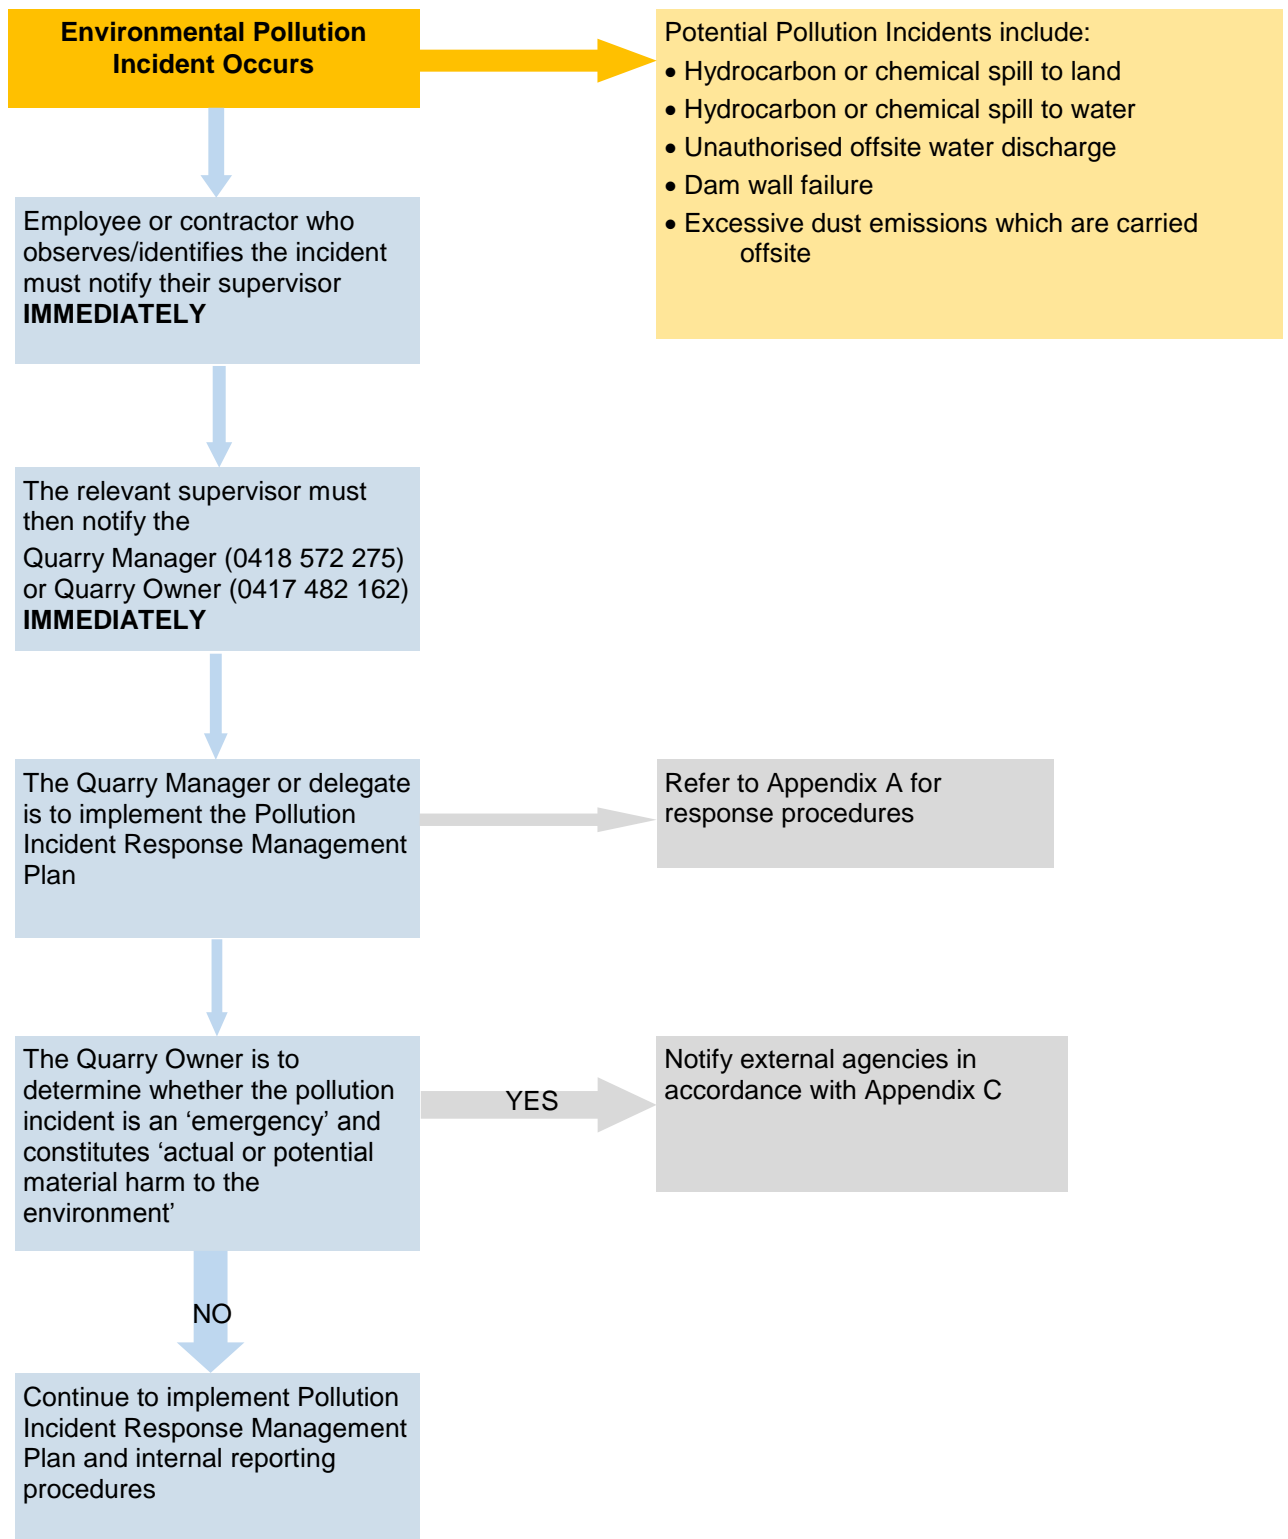 Environmental Pollution
Incident Occurs
Potential Pollution Incidents include:
• Hydrocarbon or chemical spill to land
• Hydrocarbon or chemical spill to water
• Unauthorised offsite water discharge
• Dam wall failure
• Excessive dust emissions which are carried
offsite
Employee or contractor who
observes/identifies the incident
must notify their supervisor
IMMEDIATELY
The relevant supervisor must
then notify the
Quarry Manager (0418 572 275)
or Quarry Owner (0417 482 162)
IMMEDIATELY
The Quarry Manager or delegate
is to implement the Pollution
Incident Response Management
Plan
Refer to Appendix A for
response procedures
The Quarry Owner is to
determine whether the pollution
incident is an ‘emergency’ and
constitutes ‘actual or potential
material harm to the
environment’
YES
Notify external agencies in
accordance with Appendix C
NO
Continue to implement Pollution
Incident Response Management
Plan and internal reporting
procedures